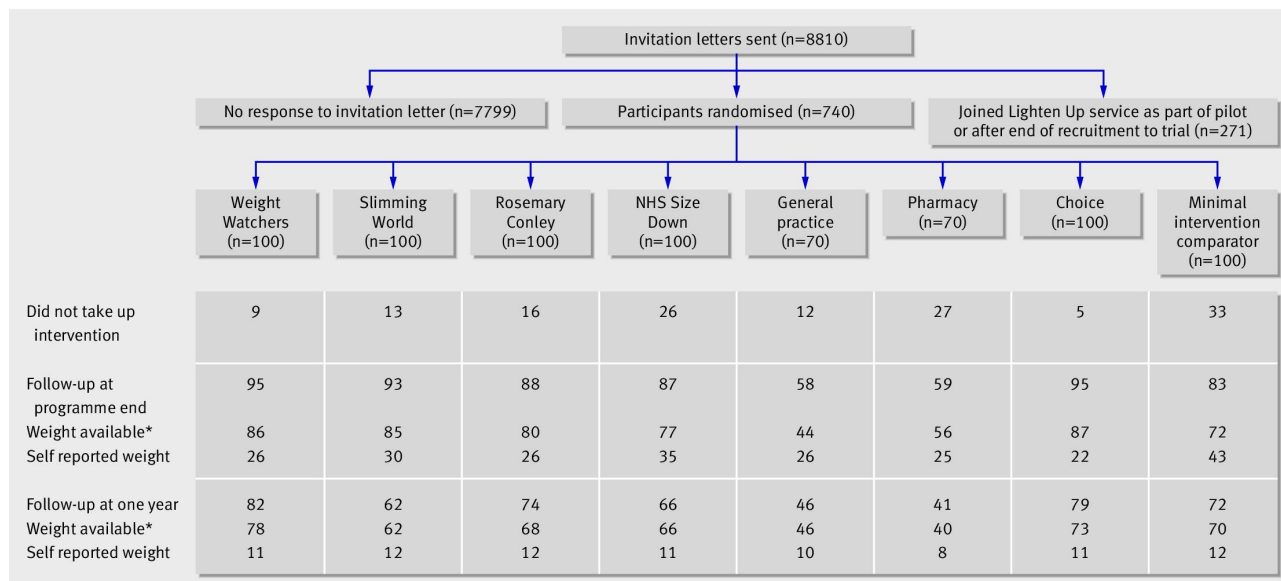 Invitation letters sent (n=8810)
No response to invitation letter (n=7799)
Participants randomised (n=740)
Joined Lighten Up service as part of pilot
or after end of recruitment to trial (n=271)
Weight
Watchers
(n=100)
Slimming
World
(n=100)
Rosemary
Conley
(n=100)
NHS Size
Down
(n=100)
General
practice
(n=70)
Pharmacy
(n=70)
Choice
(n=100)
Minimal
intervention
comparator
(n=100)
Did not take up 9 13 16 26 12 27 5 33
intervention
Follow-up at 95 93 88 87 58 59 95 83
programme end
Weight available* 86 85 80 77 44 56 87 72
Self reported weight 26 30 26 35 26 25 22 43
Follow-up at one year 82 62 74 66 46 41 79 72
Weight available* 78 62 68 66 46 40 73 70
Self reported weight 11 12 12 11 10 8 11 12